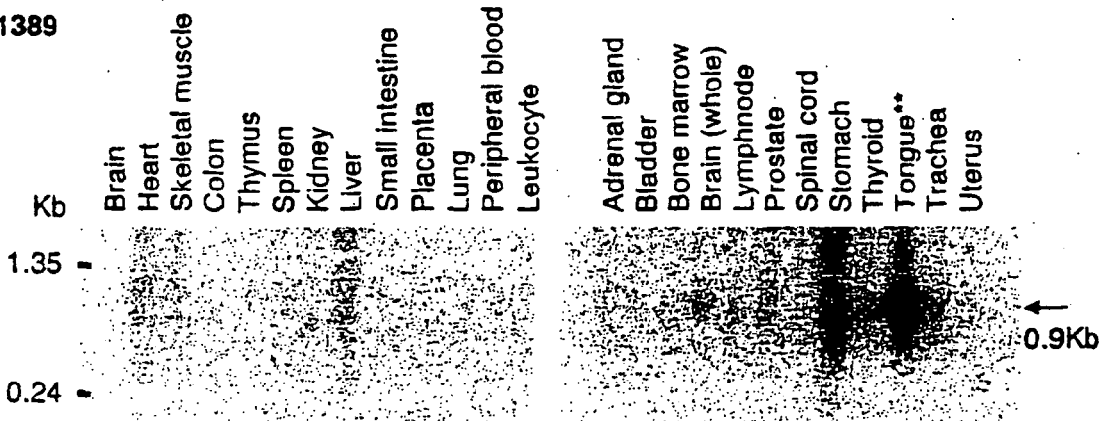 1389
Brain
Heart
Skeletal muscle
Colon
Thymus
Spleen
Kidney
Liver
Small intestine
Placenta
Lung
Peripheral blood
Leukocyte
Adrenal gland
Bladder
Bone marrow
Brain (whole)
Lymphnode
Prostate
Spinal cord
Stomach
Thyroid
Tongue**
Trachea
Uterus
Kb
1.35
0.24
0.9Kb